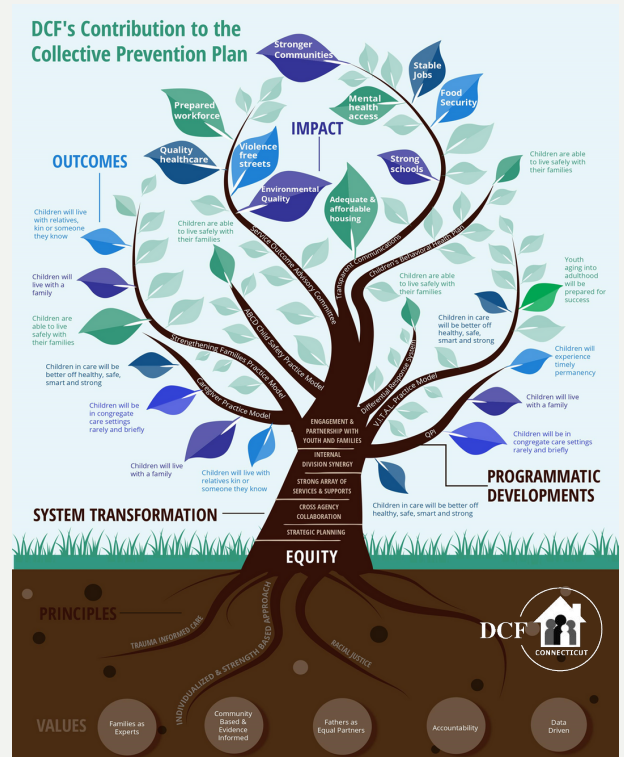 DCF's Contribution to the
Collective Prevention Plan
Stronger
Communities
Stable
Jobs
Food
Security
Mental
health
access
Prepared
workforce
IMPACT
Quality
healthcare
Violence
free
streets
Strong
schools
Environmental
Quality
Adequate &
affordable
housing
OUTCOMES
Children are able
to live safely with
their families
Children will live
with relatives,
kin or someone
they know
Children are able
to live safely with
their families
Service Outcome Advisory Committee
Transparent Communications
Children's Behavioral Health Plan
Youth
aging into
adulthood
will be
prepared for
success
Children will
live with a
family
Children are able
to live safely with
their families
Children in care
will be better off
healthy, safe,
smart and strong
Children are
able to live
safely with
their families
ABCD Child Safety Practice Model
Strengthening Families Practice Model
Differential Response System
V.I.T.A.L. Practice Model
Children will
experience
timely
permanency
Children in care will be
better off healthy, safe,
smart and strong
Caregiver Practice Model
Children will live
with a family
Children will be
in congregate
care settings
rarely and briefly
QPI
Children will be in
congregate care settings
rarely and briefly
ENGAGEMENT &
PARTNERSHIP WITH
YOUTH AND FAMILIES
INTERNAL
DIVISION SYNERGY
STRONG ARRAY OF
SERVICES & SUPPORTS
CROSS AGENCY
COLLABORATION
STRATEGIC PLANNING
EQUITY
Children will live
with a family
Children will live with
relatives kin or
someone they know
Children in care will be better off
healthy, safe, smart and strong
PROGRAMMATIC
DEVELOPMENTS
SYSTEM TRANSFORMATION
PRINCIPLES
TRAUMA INFORMED CARE
INDIVIDUALIZED & STRENGTH BASED APPROACH
RACIAL JUSTICE
DCF
CONNECTICUT
VALUES
Families as
Experts
Community
Based &
Evidence
Informed
Fathers as
Equal Partners
Accountability
Data
Driven